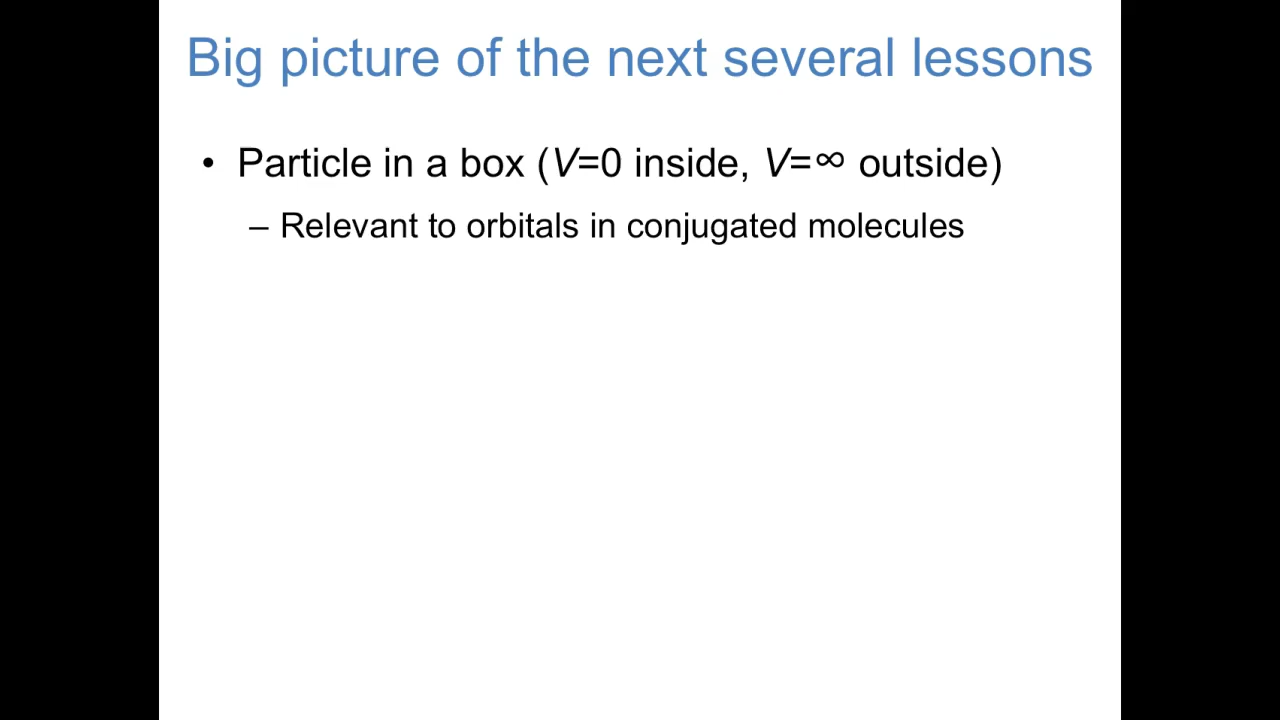 Big picture of the next several lessons
• Particle in a box (V=0 inside, V=∞ outside)
– Relevant to orbitals in conjugated molecules